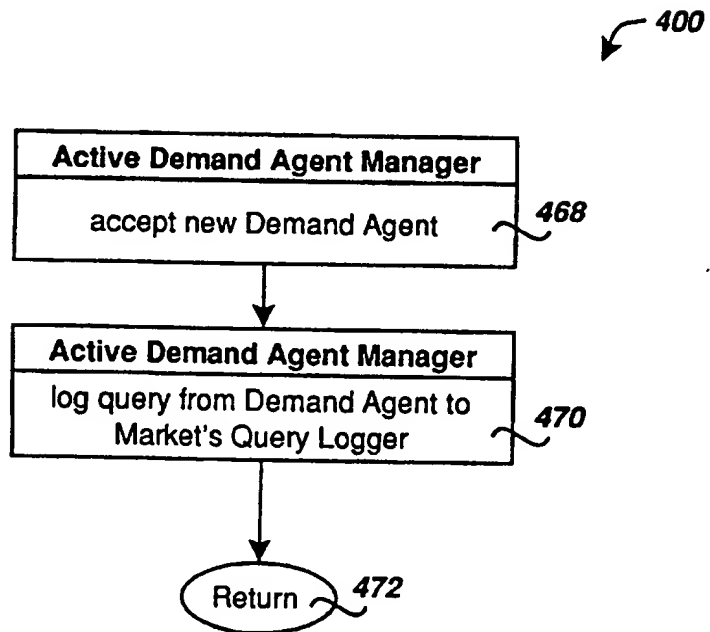 400
Active Demand Agent Manager
accept new Demand Agent
468
Active Demand Agent Manager
log query from Demand Agent to
Market's Query Logger
470
Return
472